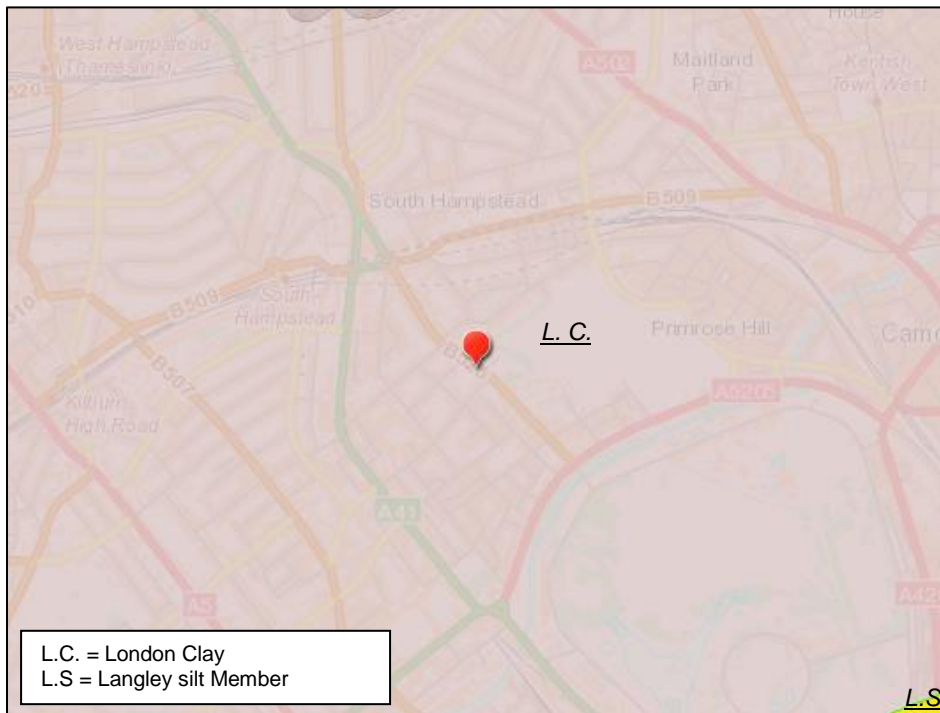 House
West Hampstead
(Thameslink)
A502
Maitland
Park
Kentish
Town West
South Hampstead
B509
B509
South
Hampstead
L. C.
Primrose Hill
B507
A5205
Kilburn
High Road
A41
A5
L.C. = London Clay
L.S = Langley silt Member
L.S